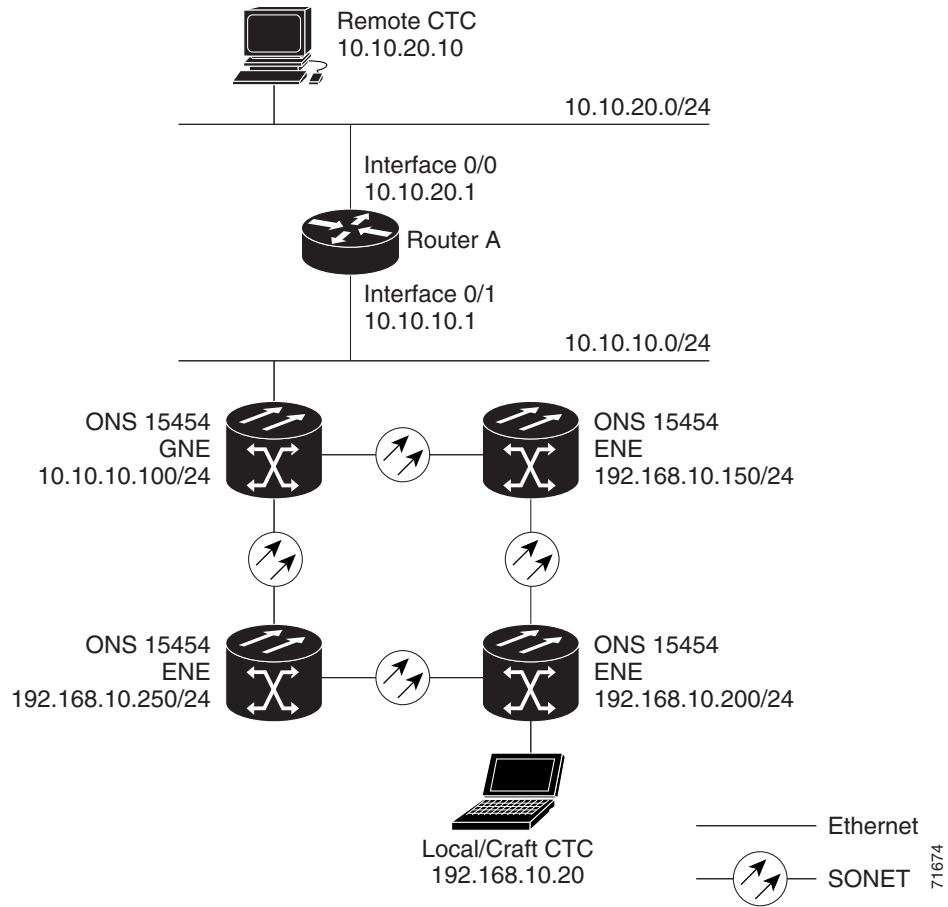 Remote CTC
10.10.20.10
10.10.20.0/24
Interface 0/0
10.10.20.1
Router A
Interface 0/1
10.10.10.1
10.10.10.0/24
ONS 15454
GNE
10.10.10.100/24
ONS 15454
ENE
192.168.10.150/24
ONS 15454
ENE
192.168.10.250/24
ONS 15454
ENE
192.168.10.200/24
Local/Craft CTC
192.168.10.20
Ethernet
SONET
71674